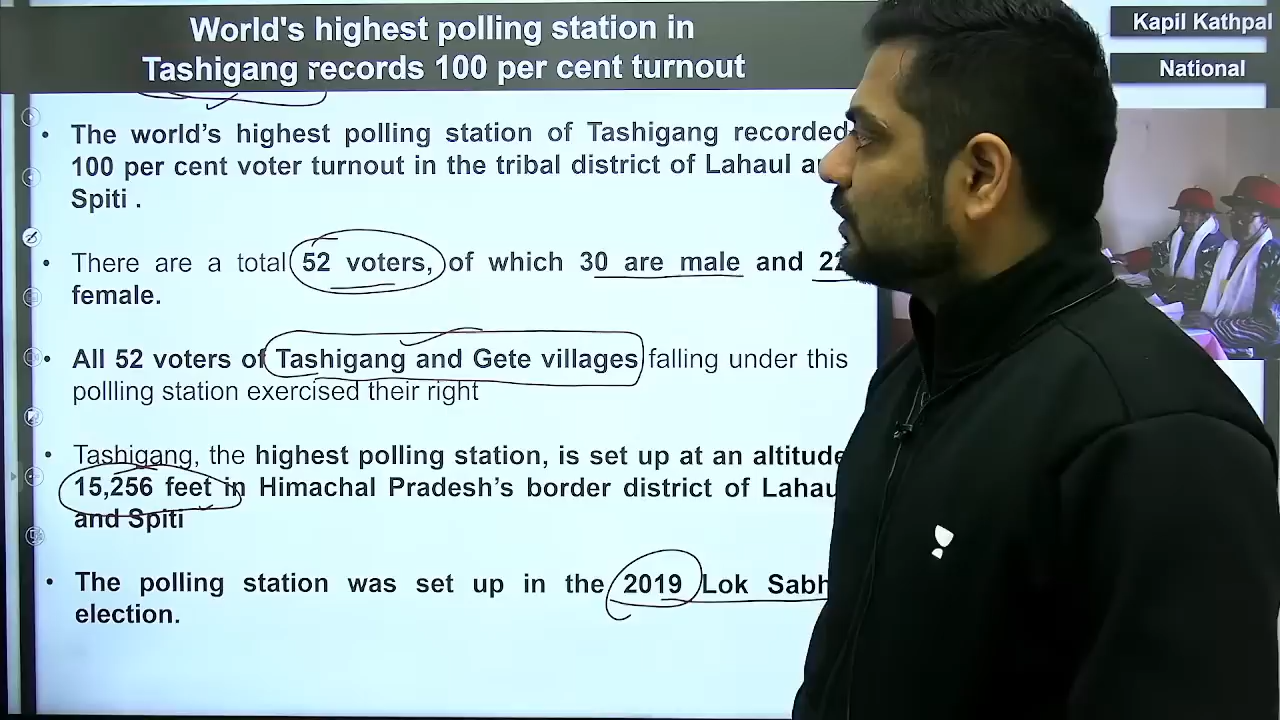 World's highest polling station in
Tashigang records 100 per cent turnout
Kapil Kathpal
National
• The world's highest polling station of Tashigang recorded
100 per cent voter turnout in the tribal district of Lahaul
Spiti .
• There are a total 52 voters, of which 30 are male and 22
female.
• All 52 voters of Tashigang and Gete villages falling under this
pollling station exercised their right
• Tashigang, the highest polling station, is set up at an altitude
15,256 feet in Himachal Pradesh's border district of Lahau
and Spiti
• The polling station was set up in the 2019 Lok Sabh
election.